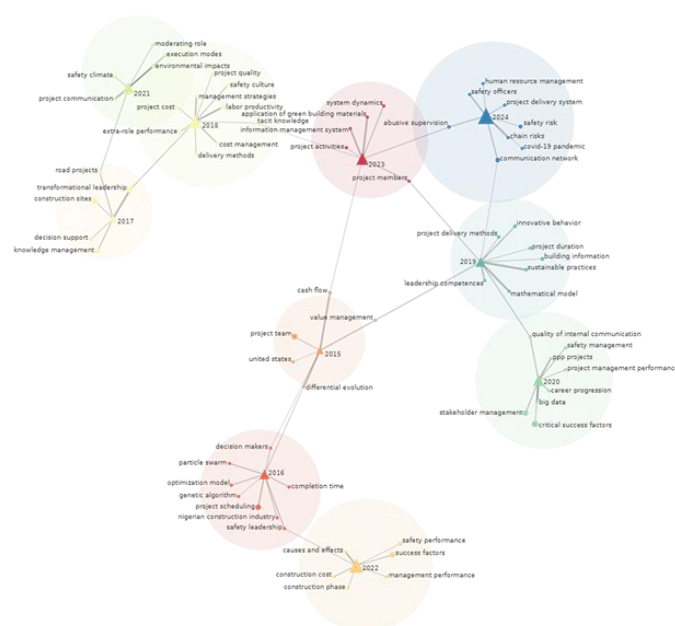 moderating role
execution modes
environmental impacts
safety climate
2021
project communication
project quality
safety culture
management strategies
project cost
labor productivity
2018
extra-role performance
tacit knowledge
cost management
delivery methods
system dynamics
application of green building materials
information management system
abusive supervision
project activities
2023
project members
human resource management
safety officers
project delivery system
2024
safety risk
chain risks
covid-19 pandemic
communication network
road projects
transformational leadership
construction sites
2017
decision support
knowledge management
innovative behavior
project delivery methods
project duration
building information
2019
sustainable practices
leadership competences
mathematical model
cash flow
value management
project team
2015
united states
differential evolution
quality of internal communication
safety management
ppp projects
project management performance
2020
career progression
big data
stakeholder management
critical success factors
decision makers
particle swarm
2016
optimization model
completion time
genetic algorithm
project scheduling
nigerian construction industry
safety leadership
safety performance
causes and effects
success factors
2022
construction cost
management performance
construction phase